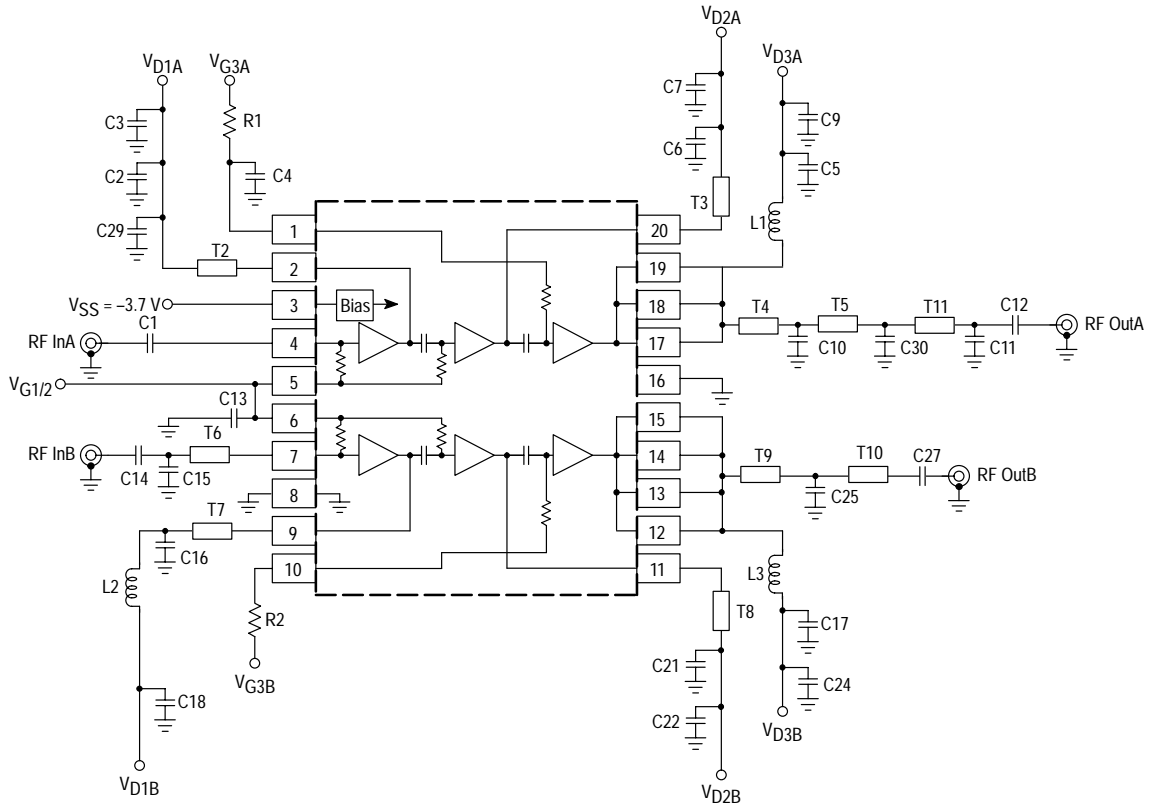 VD2A
VD1A
VG3A
VD3A
C7
C9
C3
R1
C6
C5
C2
C4
T3
C29
L1
T2
1
20
2
19
VSS = –3.7 V
3
Bias
18
T4
T5
T11
C12
RF InA
C1
4
17
RF OutA
C10
C30
C11
VG1/2
5
16
C13
6
15
RF InB
T6
7
14
T9
T10
C27
RF OutB
C14
C15
8
13
C25
T7
9
12
C16
10
11
L2
L3
R2
T8
C17
VG3B
C21
C18
C24
C22
VD3B
VD1B
VD2B